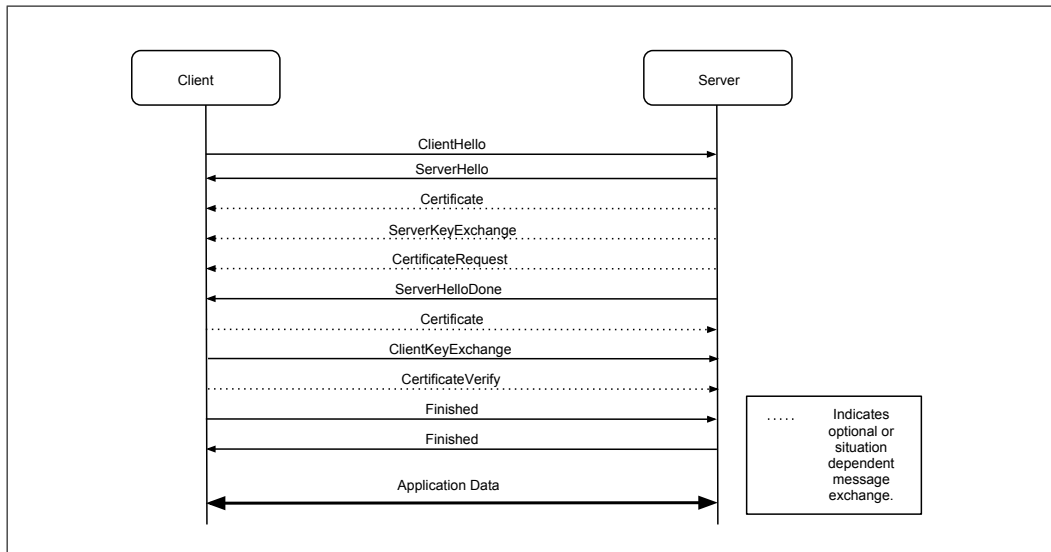 Client
Server
ClientHello
ServerHello
Certificate
ServerKeyExchange
CertificateRequest
ServerHelloDone
Certificate
ClientKeyExchange
CertificateVerify
Finished
Finished
Application Data
..... Indicates
optional or
situation
dependent
message
exchange.